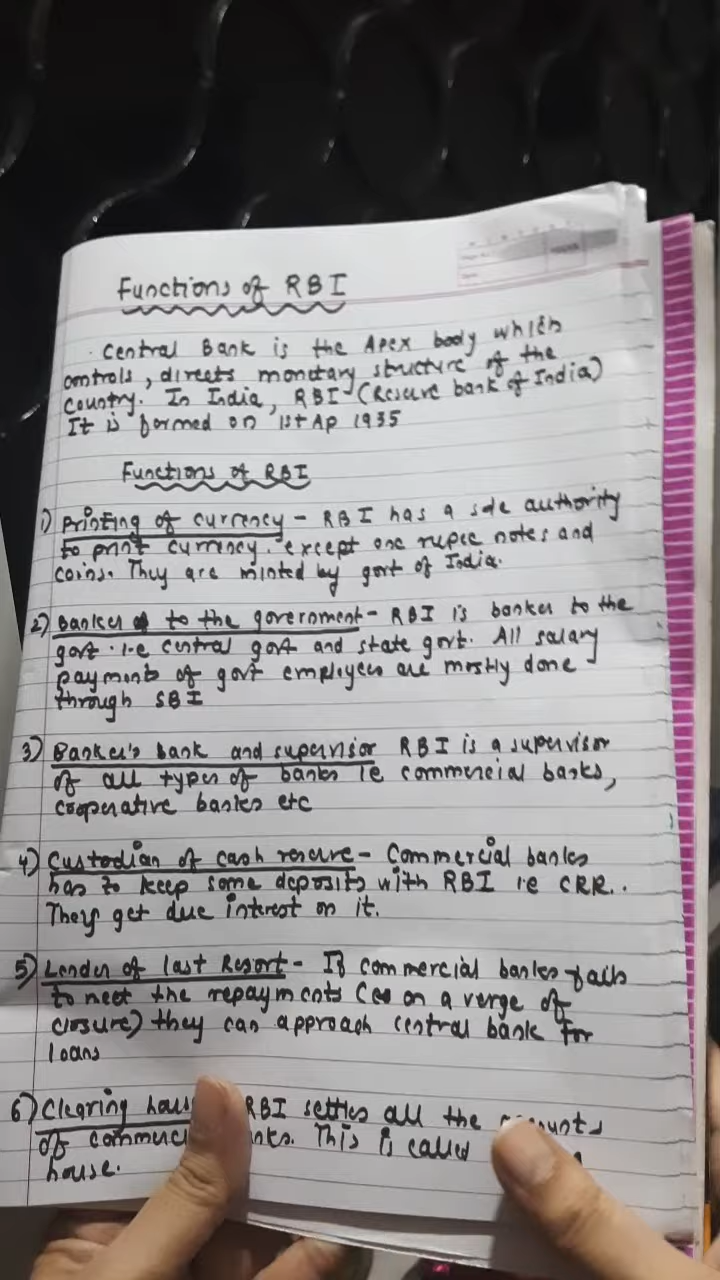 Functions of RBI
Central Bank is the Apex body which
controls, directs monetary structure of the
country. In India, RBI-(Reserve bank of India)
It is formed on 1st Ap 1935
Functions of RBI
1) Printing of currency - RBI has a sole authority
to print currency. except one rupee notes and
coins. They are minted by govt of India.
2) Banker to the government - RBI is banker to the
govt. i.e central govt and state govt. All salary
payments of govt employees are mostly done
through SBI
3) Banker's bank and supervisor RBI is a supervisor
of all types of banks ie commercial banks,
cooperative banks etc
4) Custodian of cash reserve - Commercial banks
has to keep some deposits with RBI ie CRR.
They get due interest on it.
5) Lender of last Resort - If commercial banks fails
to meet the repayments (as on a verge of
closure) they can approach central bank for
loans
6) Clearing RBI settles all the
of This is called
house.